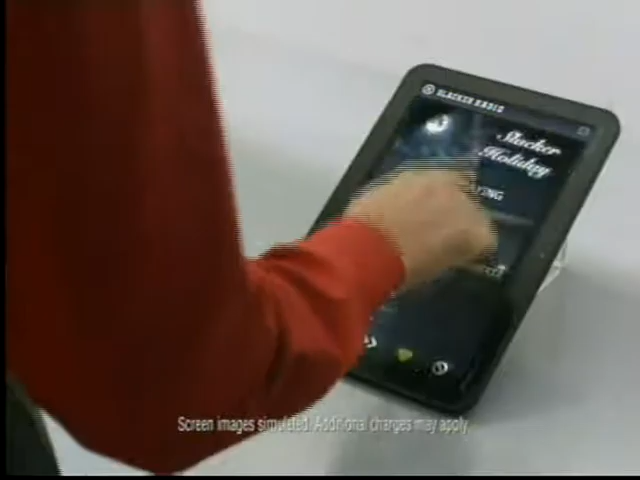 SLACKER RADIO
Slacker
Holiday
Screen images simulated. Additional charges may apply.